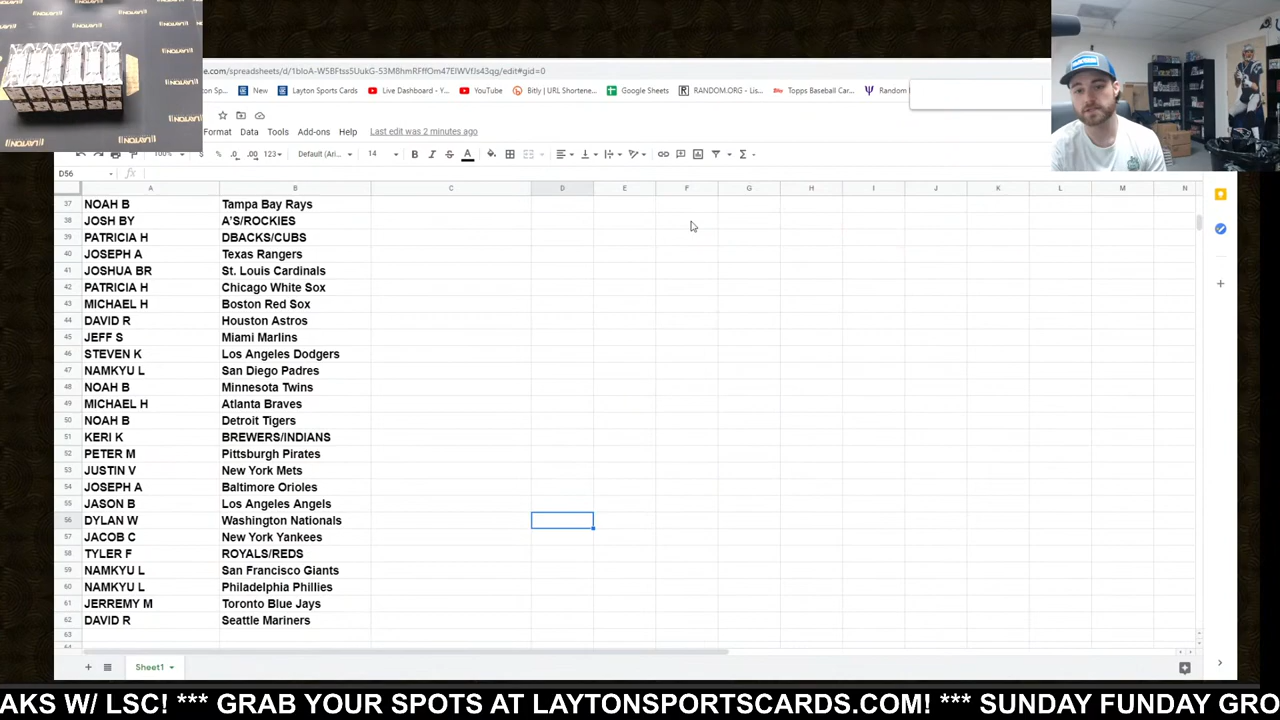 .com/spreadsheets/d/1bloA-W5BFtss5UukG-53M8hmRFffOm47ElWVfJs43qg/edit#gid=0
New Layton Sports Cards Live Dashboard - Y... YouTube Bitly | URL Shortene... Google Sheets RANDOM.ORG - Lis... Topps Baseball Car... Random
Format Data Tools Add-ons Help Last edit was 2 minutes ago
100% % .0 .00 123 Default (Ari... 14 B I S A
D56 fx
A B C D E F G H I J K L M N
37 NOAH B Tampa Bay Rays
38 JOSH BY A'S/ROCKIES
39 PATRICIA H DBACKS/CUBS
40 JOSEPH A Texas Rangers
41 JOSHUA BR St. Louis Cardinals
42 PATRICIA H Chicago White Sox
43 MICHAEL H Boston Red Sox
44 DAVID R Houston Astros
45 JEFF S Miami Marlins
46 STEVEN K Los Angeles Dodgers
47 NAMKYU L San Diego Padres
48 NOAH B Minnesota Twins
49 MICHAEL H Atlanta Braves
50 NOAH B Detroit Tigers
51 KERI K BREWERS/INDIANS
52 PETER M Pittsburgh Pirates
53 JUSTIN V New York Mets
54 JOSEPH A Baltimore Orioles
55 JASON B Los Angeles Angels
56 DYLAN W Washington Nationals
57 JACOB C New York Yankees
58 TYLER F ROYALS/REDS
59 NAMKYU L San Francisco Giants
60 NAMKYU L Philadelphia Phillies
61 JERREMY M Toronto Blue Jays
62 DAVID R Seattle Mariners
63
Sheet1
AKS W/ LSC! *** GRAB YOUR SPOTS AT LAYTONSPORTSCARDS.COM! *** SUNDAY FUNDAY GRO